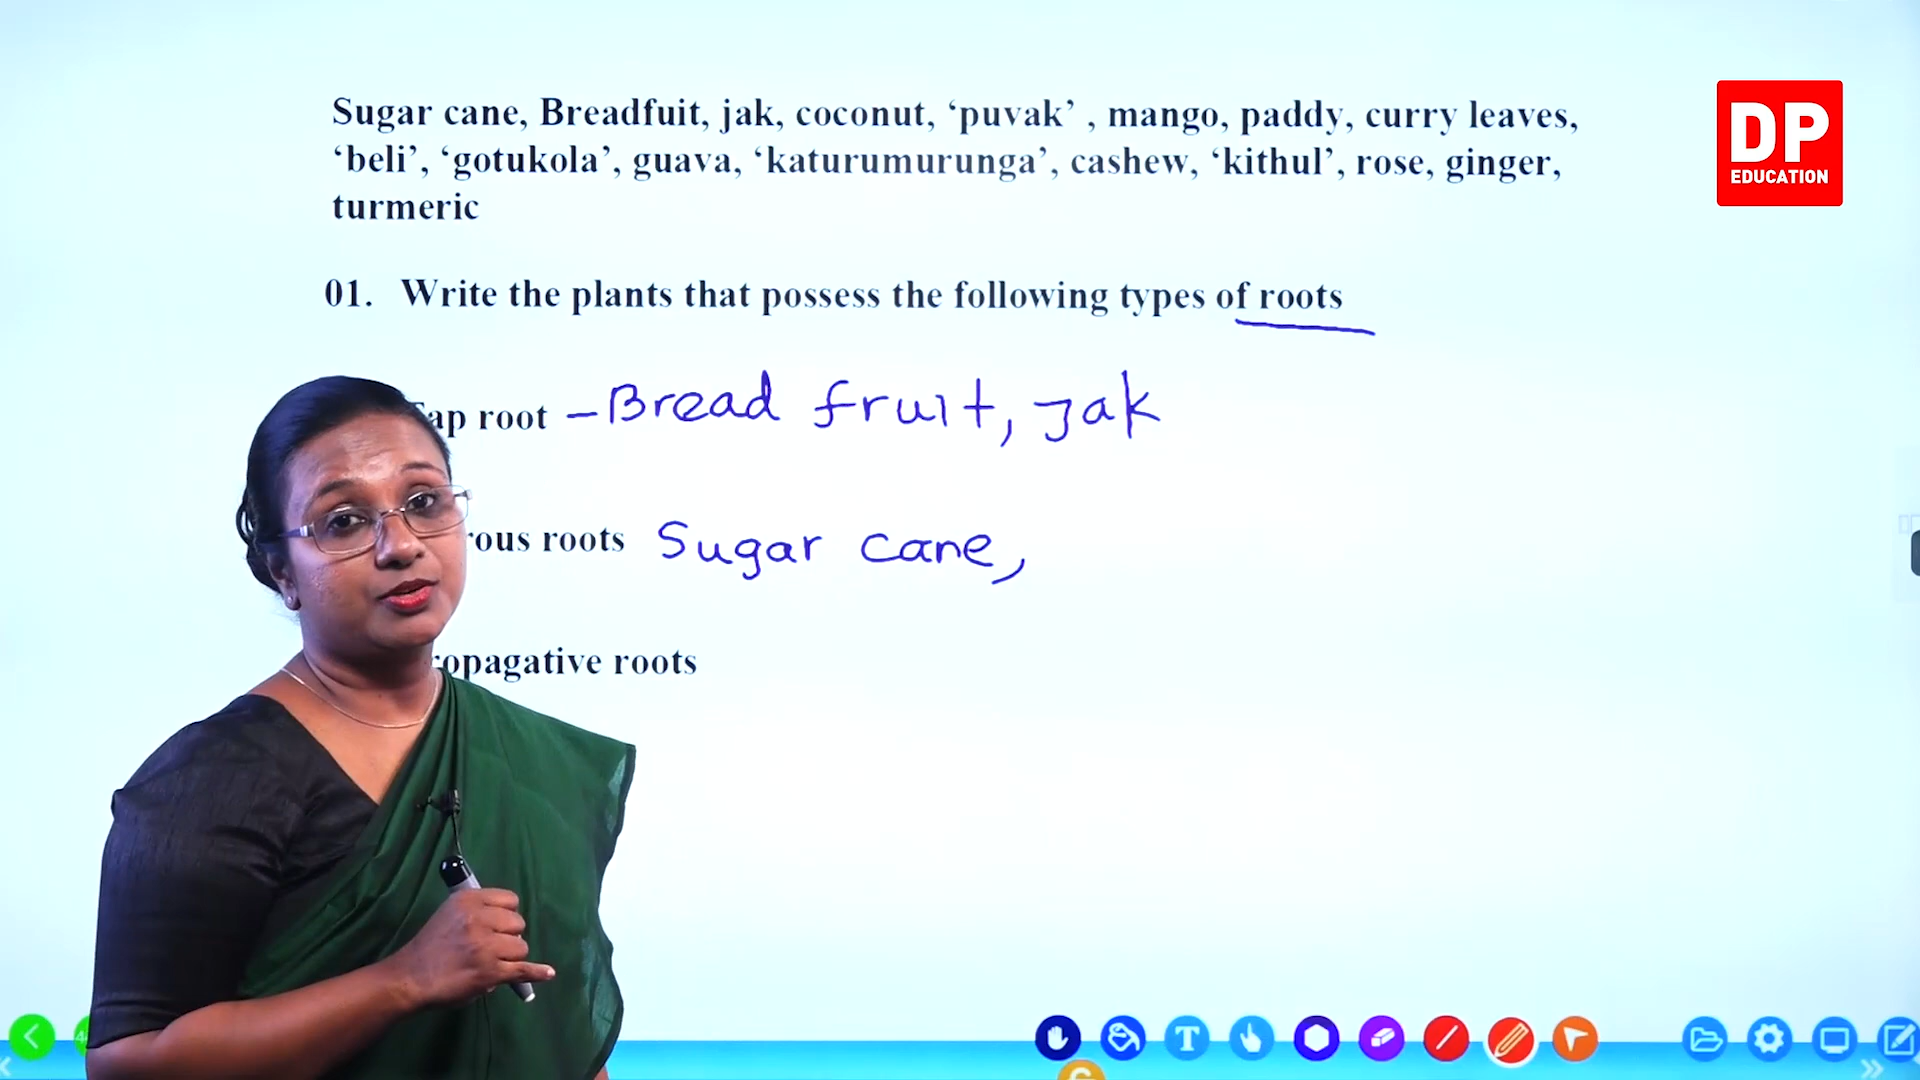 Sugar cane, Breadfuit, jak, coconut, ‘puvak’ , mango, paddy, curry leaves,
‘beli’, ‘gotukola’, guava, ‘katurumurunga’, cashew, ‘kithul’, rose, ginger,
turmeric
DP
EDUCATION
01. Write the plants that possess the following types of roots
ap root – Bread fruit, jak
rous roots Sugar cane,
ropagative roots